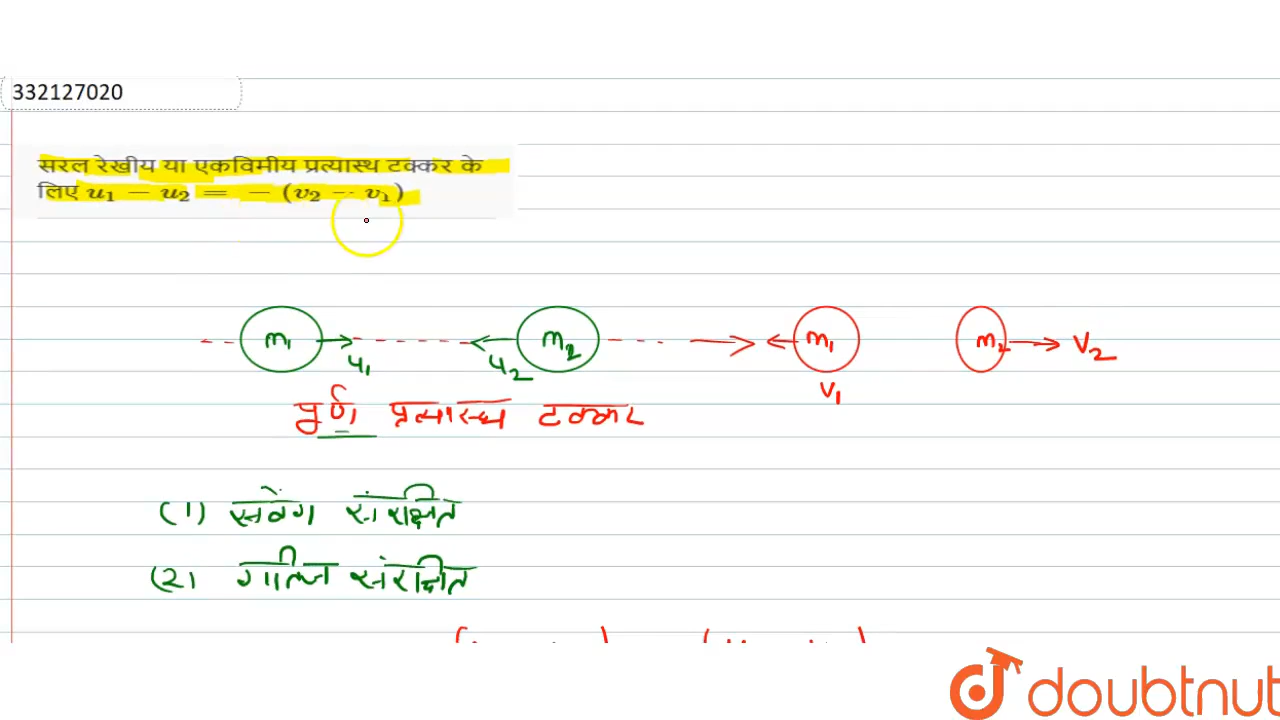 332127020
सरल रेखीय या एकविमीय प्रत्यास्थ टक्कर के
लिए u₁ − u₂ = − (v₂ − v₁)
m₁ m₂ m₁ m₂ V₂
u₁ u₂ V₁
पूर्ण प्रत्यास्थ टक्कर
(1) सवेंग संरक्षित
(2) गतिज संरक्षित
doubtnut